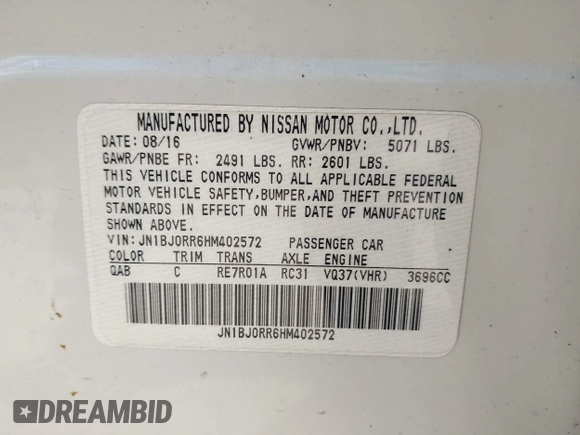 MANUFACTURED BY NISSAN MOTOR CO.,LTD.
DATE: 08/16 GVWR/PNBV: 5071 LBS.
GAWR/PNBE FR: 2491 LBS. RR: 2601 LBS.
THIS VEHICLE CONFORMS TO ALL APPLICABLE FEDERAL
MOTOR VEHICLE SAFETY,BUMPER,AND THEFT PREVENTION
STANDARDS IN EFFECT ON THE DATE OF MANUFACTURE
SHOWN ABOVE.
VIN: JN1BJ0RR6HM402572 PASSENGER CAR
COLOR TRIM TRANS AXLE ENGINE
QAB C RE7R01A RC31 VQ37(VHR) 3696CC
JN1BJ0RR6HM402572
DREAMBID